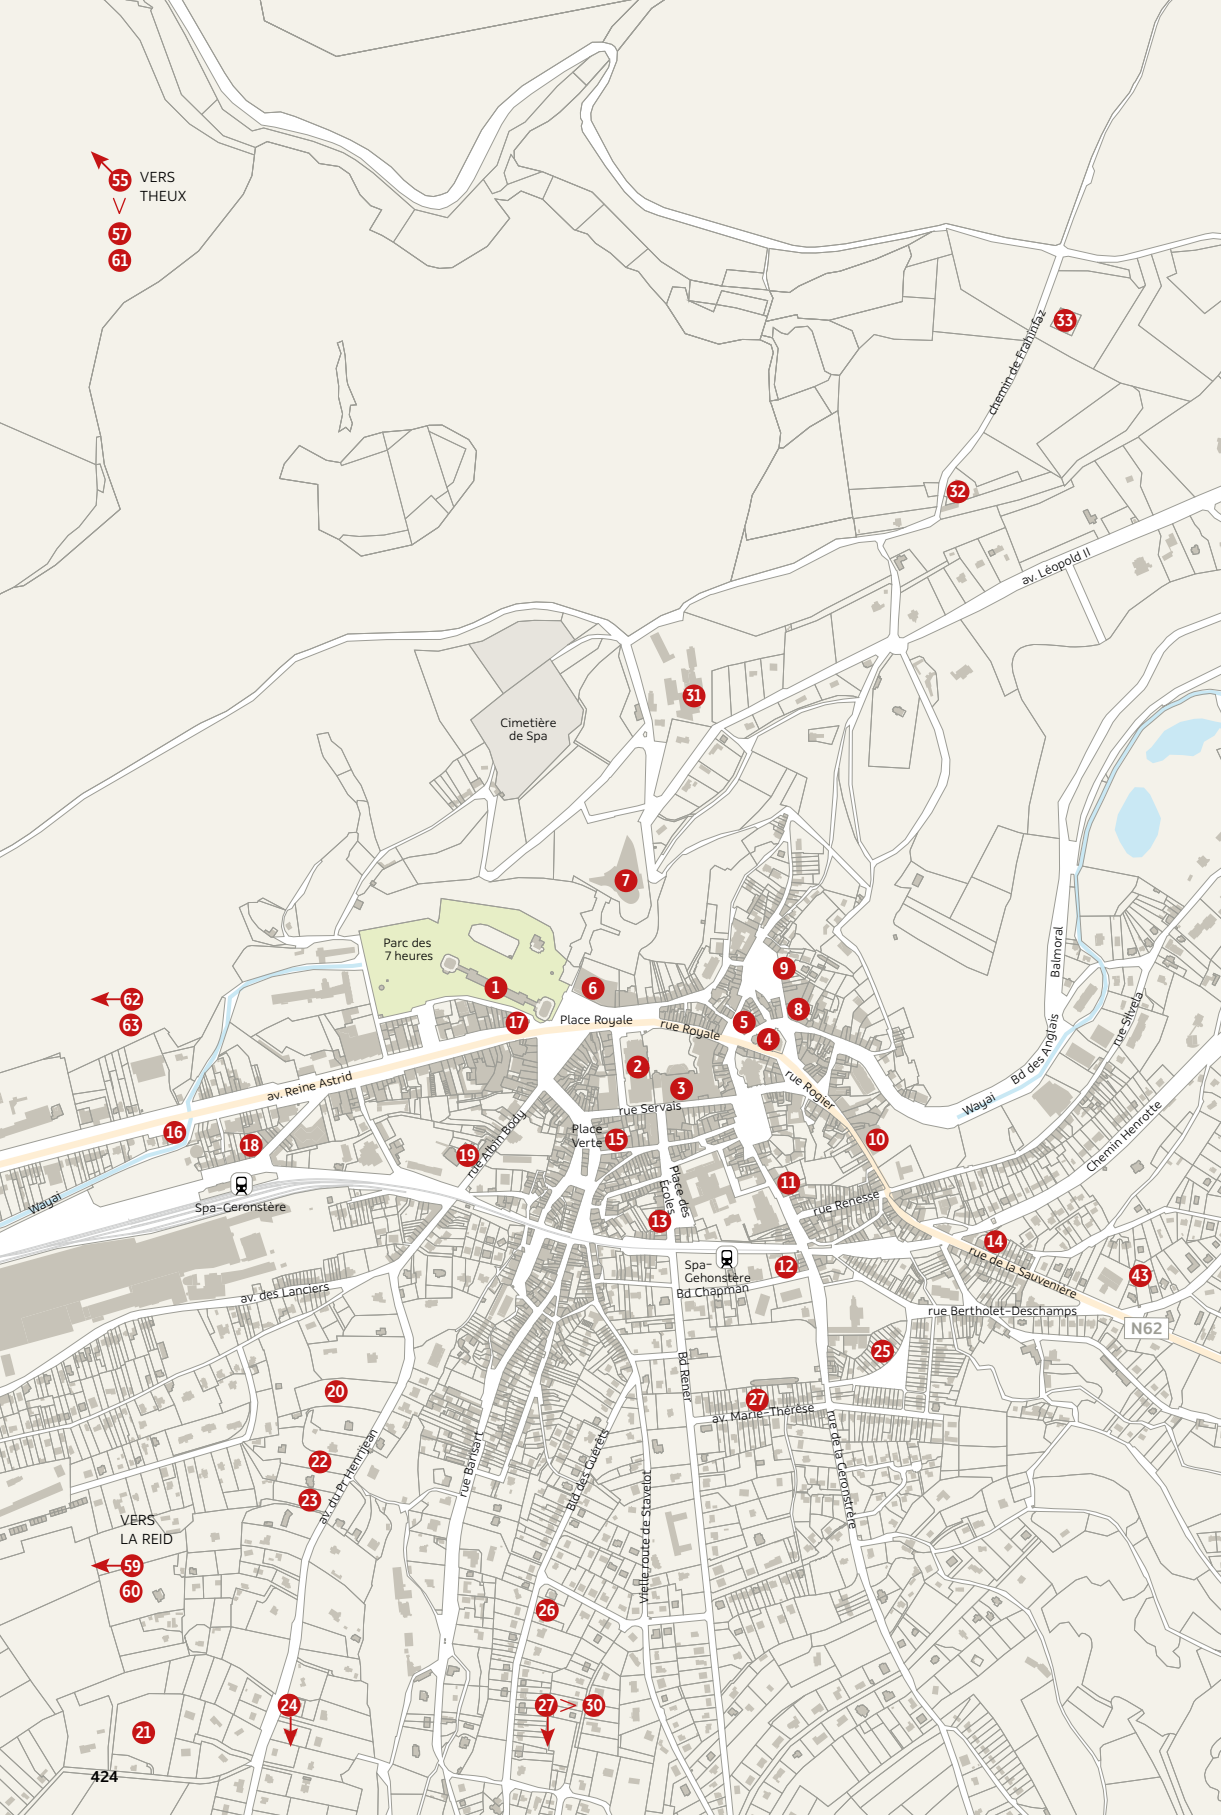 55
VERS
THEUX
>
57
61
33
chemin de Frahinfaz
32
av. Léopold II
31
Cimetière
de Spa
7
Parc des
7 heures
1
6
9
8
5
4
17
Place Royale
rue Royale
Balmoral
62
63
2
3
rue Silvela
Bd des Anglais
av. Reine Astrid
rue Rogier
rue Servais
Wayai
16
18
19
rue Albin Body
Place
Verte
15
10
Chemin Henrotte
Spa-Geronstère
Wayai
Place des
Écoles
11
rue Renesse
13
14
Spa-
Gehonstère
12
Bd Chapman
rue de la Sauvenière
43
av. des Lanciers
rue Bertholet-Deschamps
N62
25
Bd Rener
20
27
av. Marie-Thérèse
22
23
av. du Pr Henrijean
rue Barisart
Bld des Guérets
Vielle route de Stavelot
rue de la Géronstrère
VERS
LA REID
59
60
26
24
27 > 30
21
424